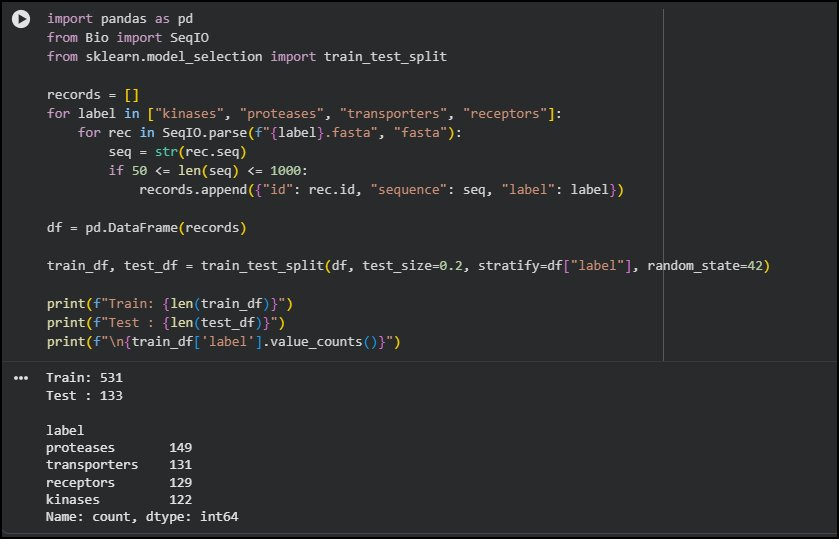 import pandas as pd
from Bio import SeqIO
from sklearn.model_selection import train_test_split

records = []
for label in ["kinases", "proteases", "transporters", "receptors"]:
    for rec in SeqIO.parse(f"{label}.fasta", "fasta"):
        seq = str(rec.seq)
        if 50 <= len(seq) <= 1000:
            records.append({"id": rec.id, "sequence": seq, "label": label})

df = pd.DataFrame(records)

train_df, test_df = train_test_split(df, test_size=0.2, stratify=df["label"], random_state=42)

print(f"Train: {len(train_df)}")
print(f"Test : {len(test_df)}")
print(f"\n{train_df['label'].value_counts()}")

Train: 531
Test : 133

label
proteases       149
transporters    131
receptors       129
kinases         122
Name: count, dtype: int64